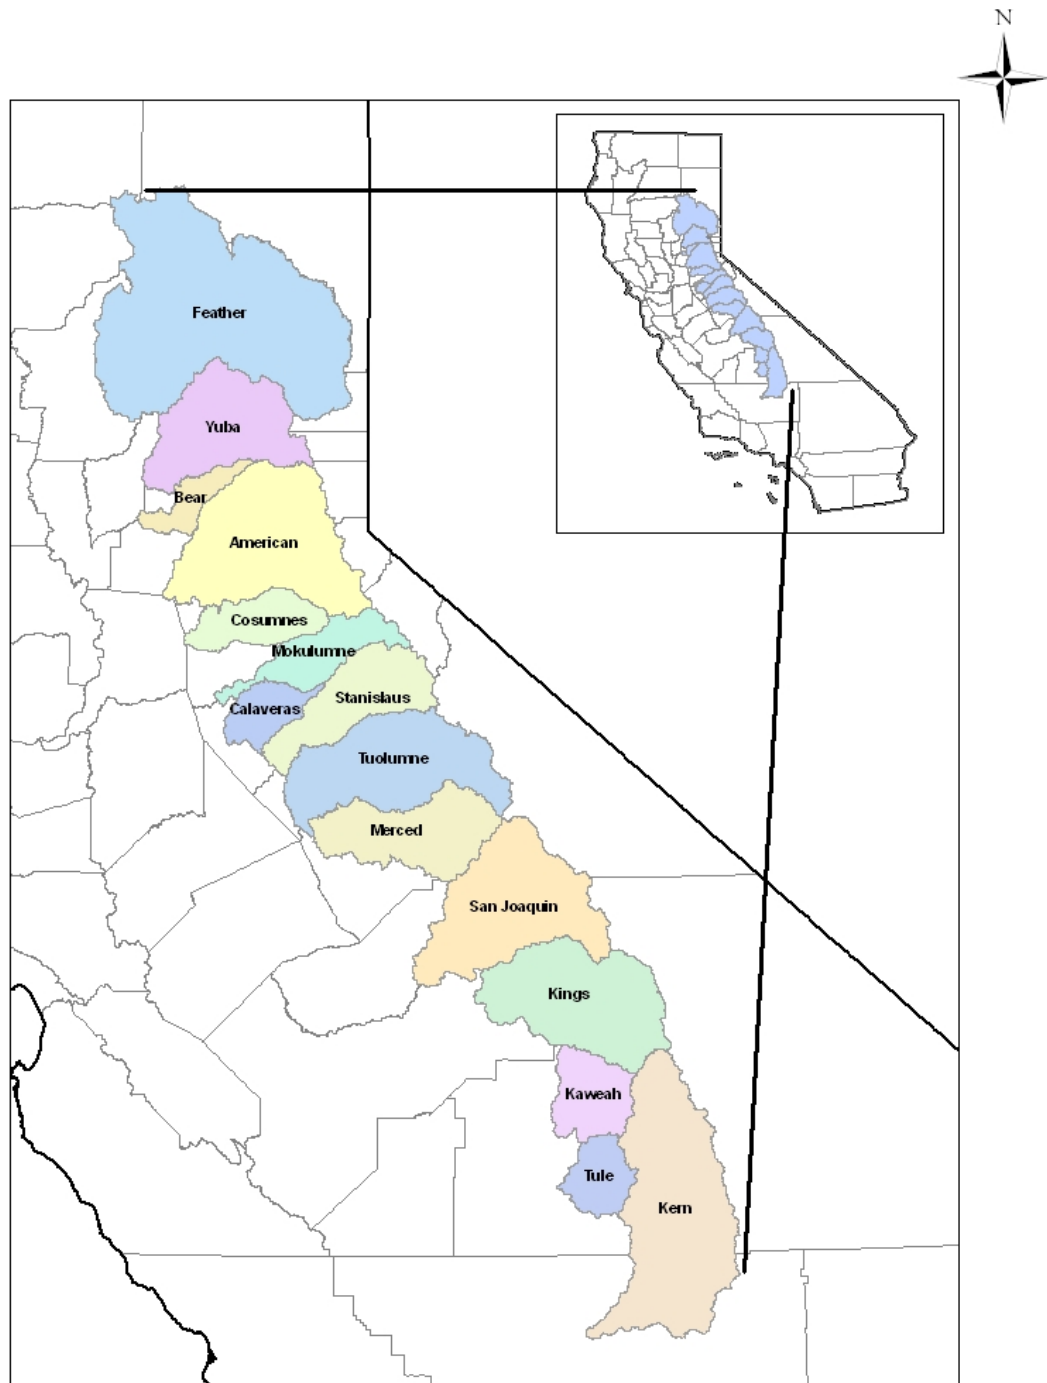 N
Feather
Yuba
Bear
American
Cosumnes
Mokulumne
Stanislaus
Calaveras
Tuolumne
Merced
San Joaquin
Kings
Kaweah
Tule
Kern